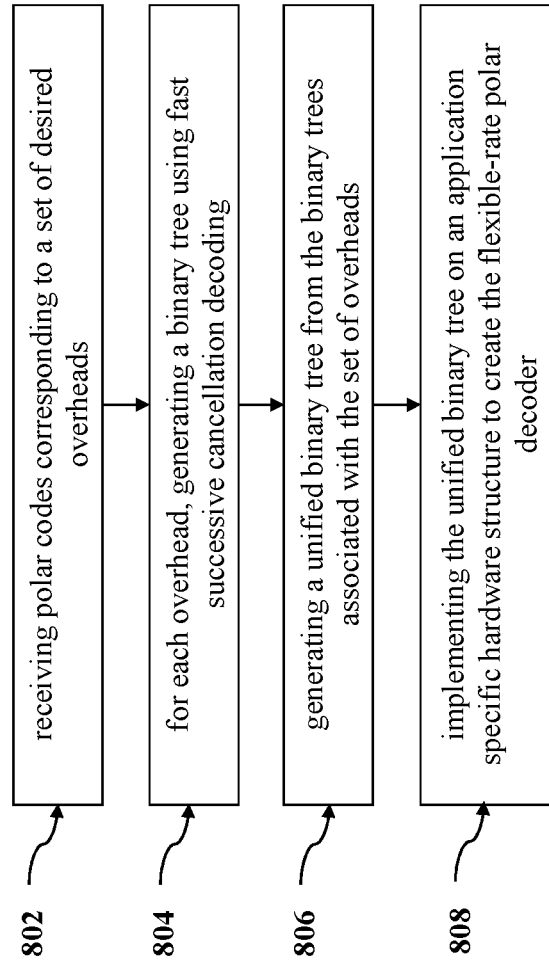 802
receiving polar codes corresponding to a set of desired
overheads
804
for each overhead, generating a binary tree using fast
successive cancellation decoding
806
generating a unified binary tree from the binary trees
associated with the set of overheads
808
implementing the unified binary tree on an application
specific hardware structure to create the flexible-rate polar
decoder